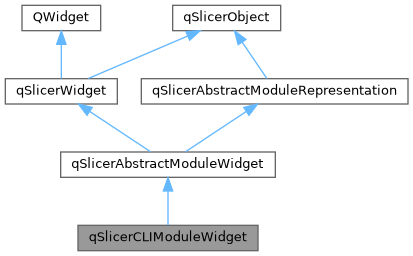 QWidget
qSlicerObject
qSlicerWidget
qSlicerAbstractModuleRepresentation
qSlicerAbstractModuleWidget
qSlicerCLIModuleWidget